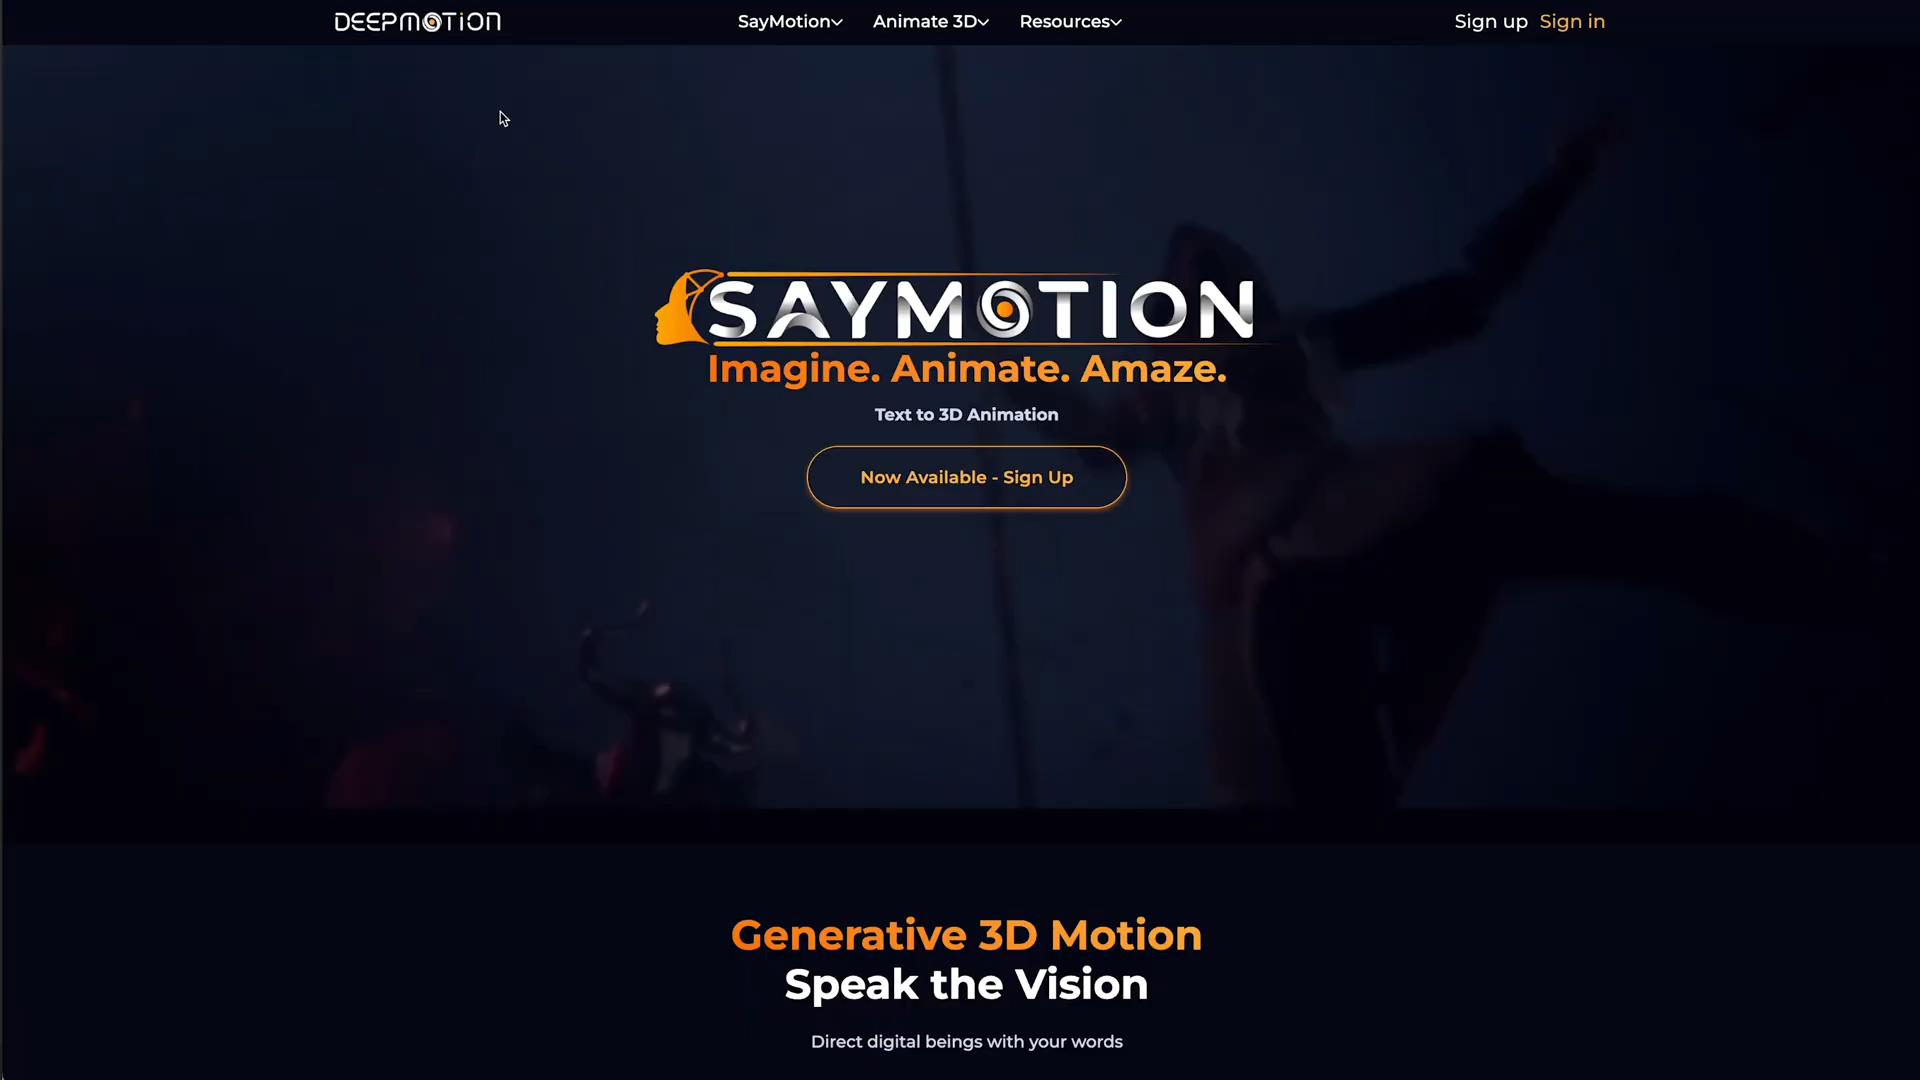 DEEPMOTION
SayMotion
Animate 3D
Resources
Sign up
Sign in
SAYMOTION
Imagine. Animate. Amaze.
Text to 3D Animation
Now Available - Sign Up
Generative 3D Motion
Speak the Vision
Direct digital beings with your words